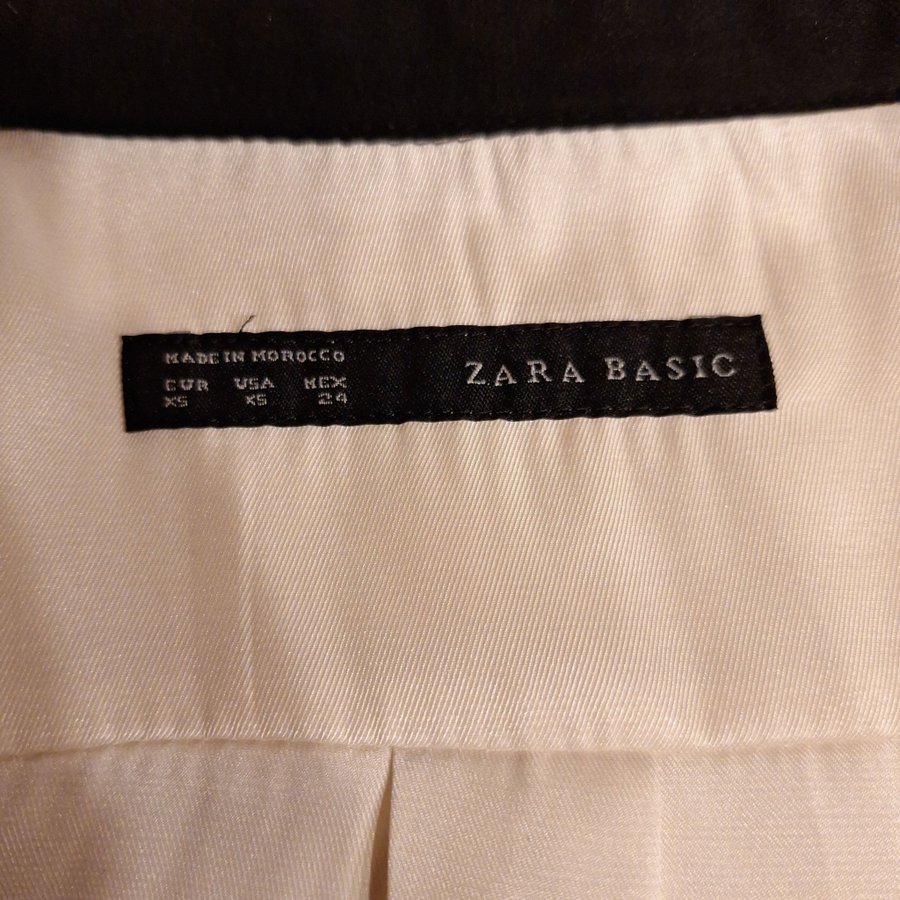 MADE IN MOROCCO
EUR USA MEX
XS XS 24
ZARA BASIC